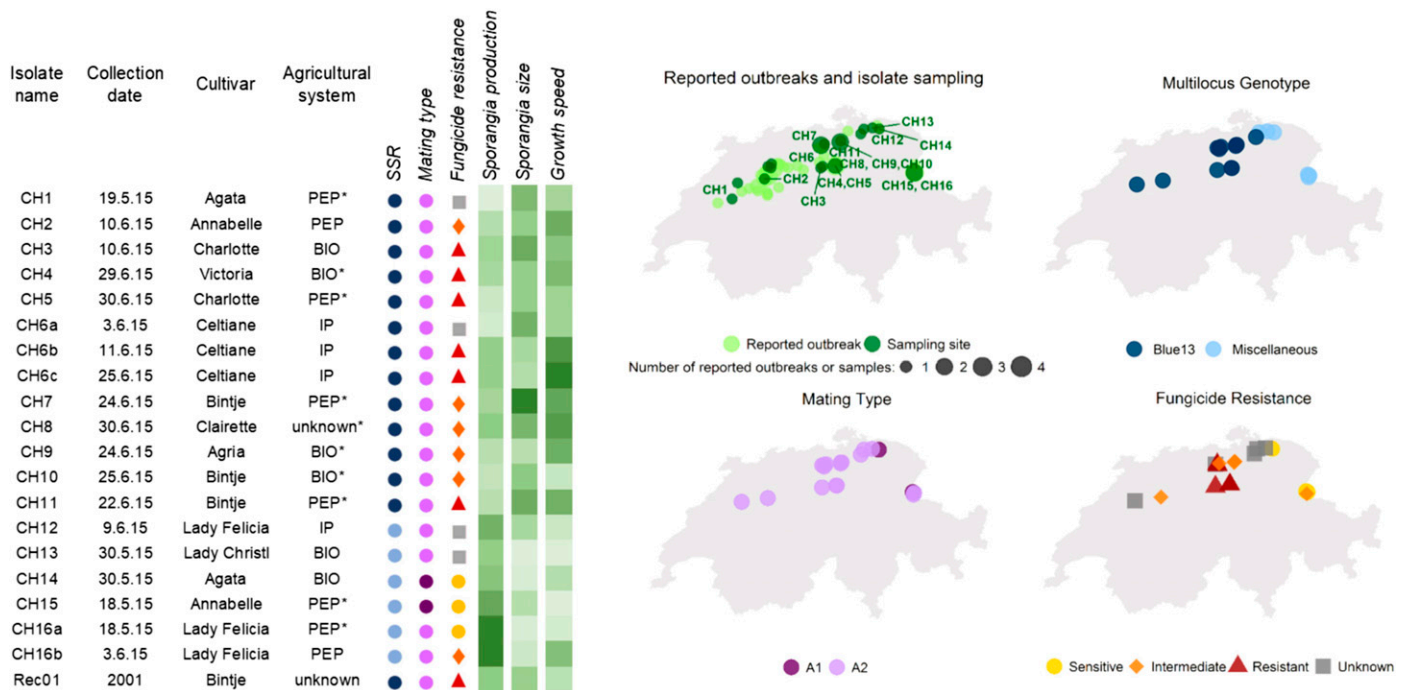 Isolate name Collection date Cultivar Agricultural system SSR Mating type Fungicide resistance Sporangia production Sporangia size Growth speed
CH1 19.5.15 Agata PEP*
CH2 10.6.15 Annabelle PEP
CH3 10.6.15 Charlotte BIO
CH4 29.6.15 Victoria BIO*
CH5 30.6.15 Charlotte PEP*
CH6a 3.6.15 Celtiane IP
CH6b 11.6.15 Celtiane IP
CH6c 25.6.15 Celtiane IP
CH7 24.6.15 Bintje PEP*
CH8 30.6.15 Clairette unknown*
CH9 24.6.15 Agria BIO*
CH10 25.6.15 Bintje BIO*
CH11 22.6.15 Bintje PEP*
CH12 9.6.15 Lady Felicia IP
CH13 30.5.15 Lady Christl BIO
CH14 30.5.15 Agata BIO
CH15 18.5.15 Annabelle PEP*
CH16a 18.5.15 Lady Felicia PEP*
CH16b 3.6.15 Lady Felicia PEP
Rec01 2001 Bintje unknown
Reported outbreaks and isolate sampling
CH13
CH7 CH12
CH14
CH11
CH6 CH8, CH9,CH10
CH2
CH1 CH4,CH5 CH15, CH16
CH3
Reported outbreak Sampling site
Number of reported outbreaks or samples: 1 2 3 4
Multilocus Genotype
Blue13 Miscellaneous
Mating Type
A1 A2
Fungicide Resistance
Sensitive Intermediate Resistant Unknown